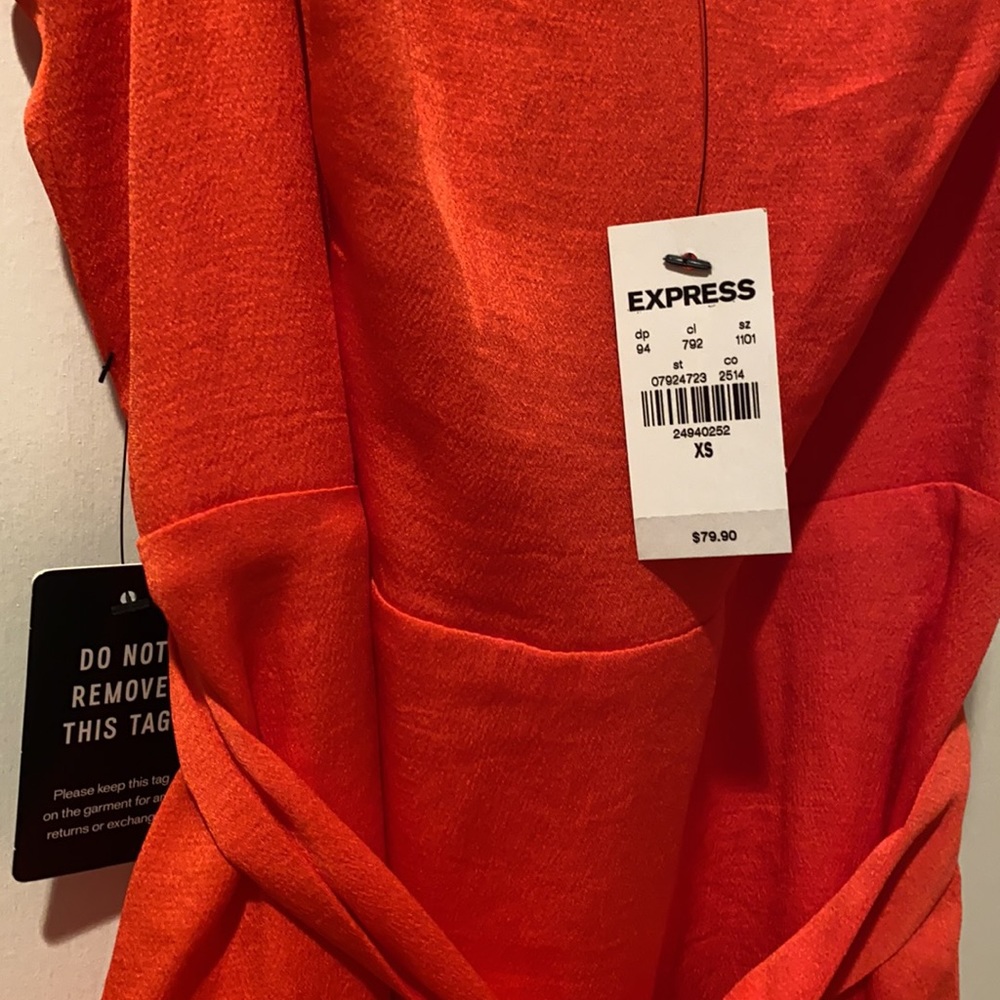 EXPRESS
dp cl sz
94 792 1101
st co
07924723 2514
24940252
XS
$79.90
DO NOT
REMOVE
THIS TAG
Please keep this tag
on the garment for
returns or